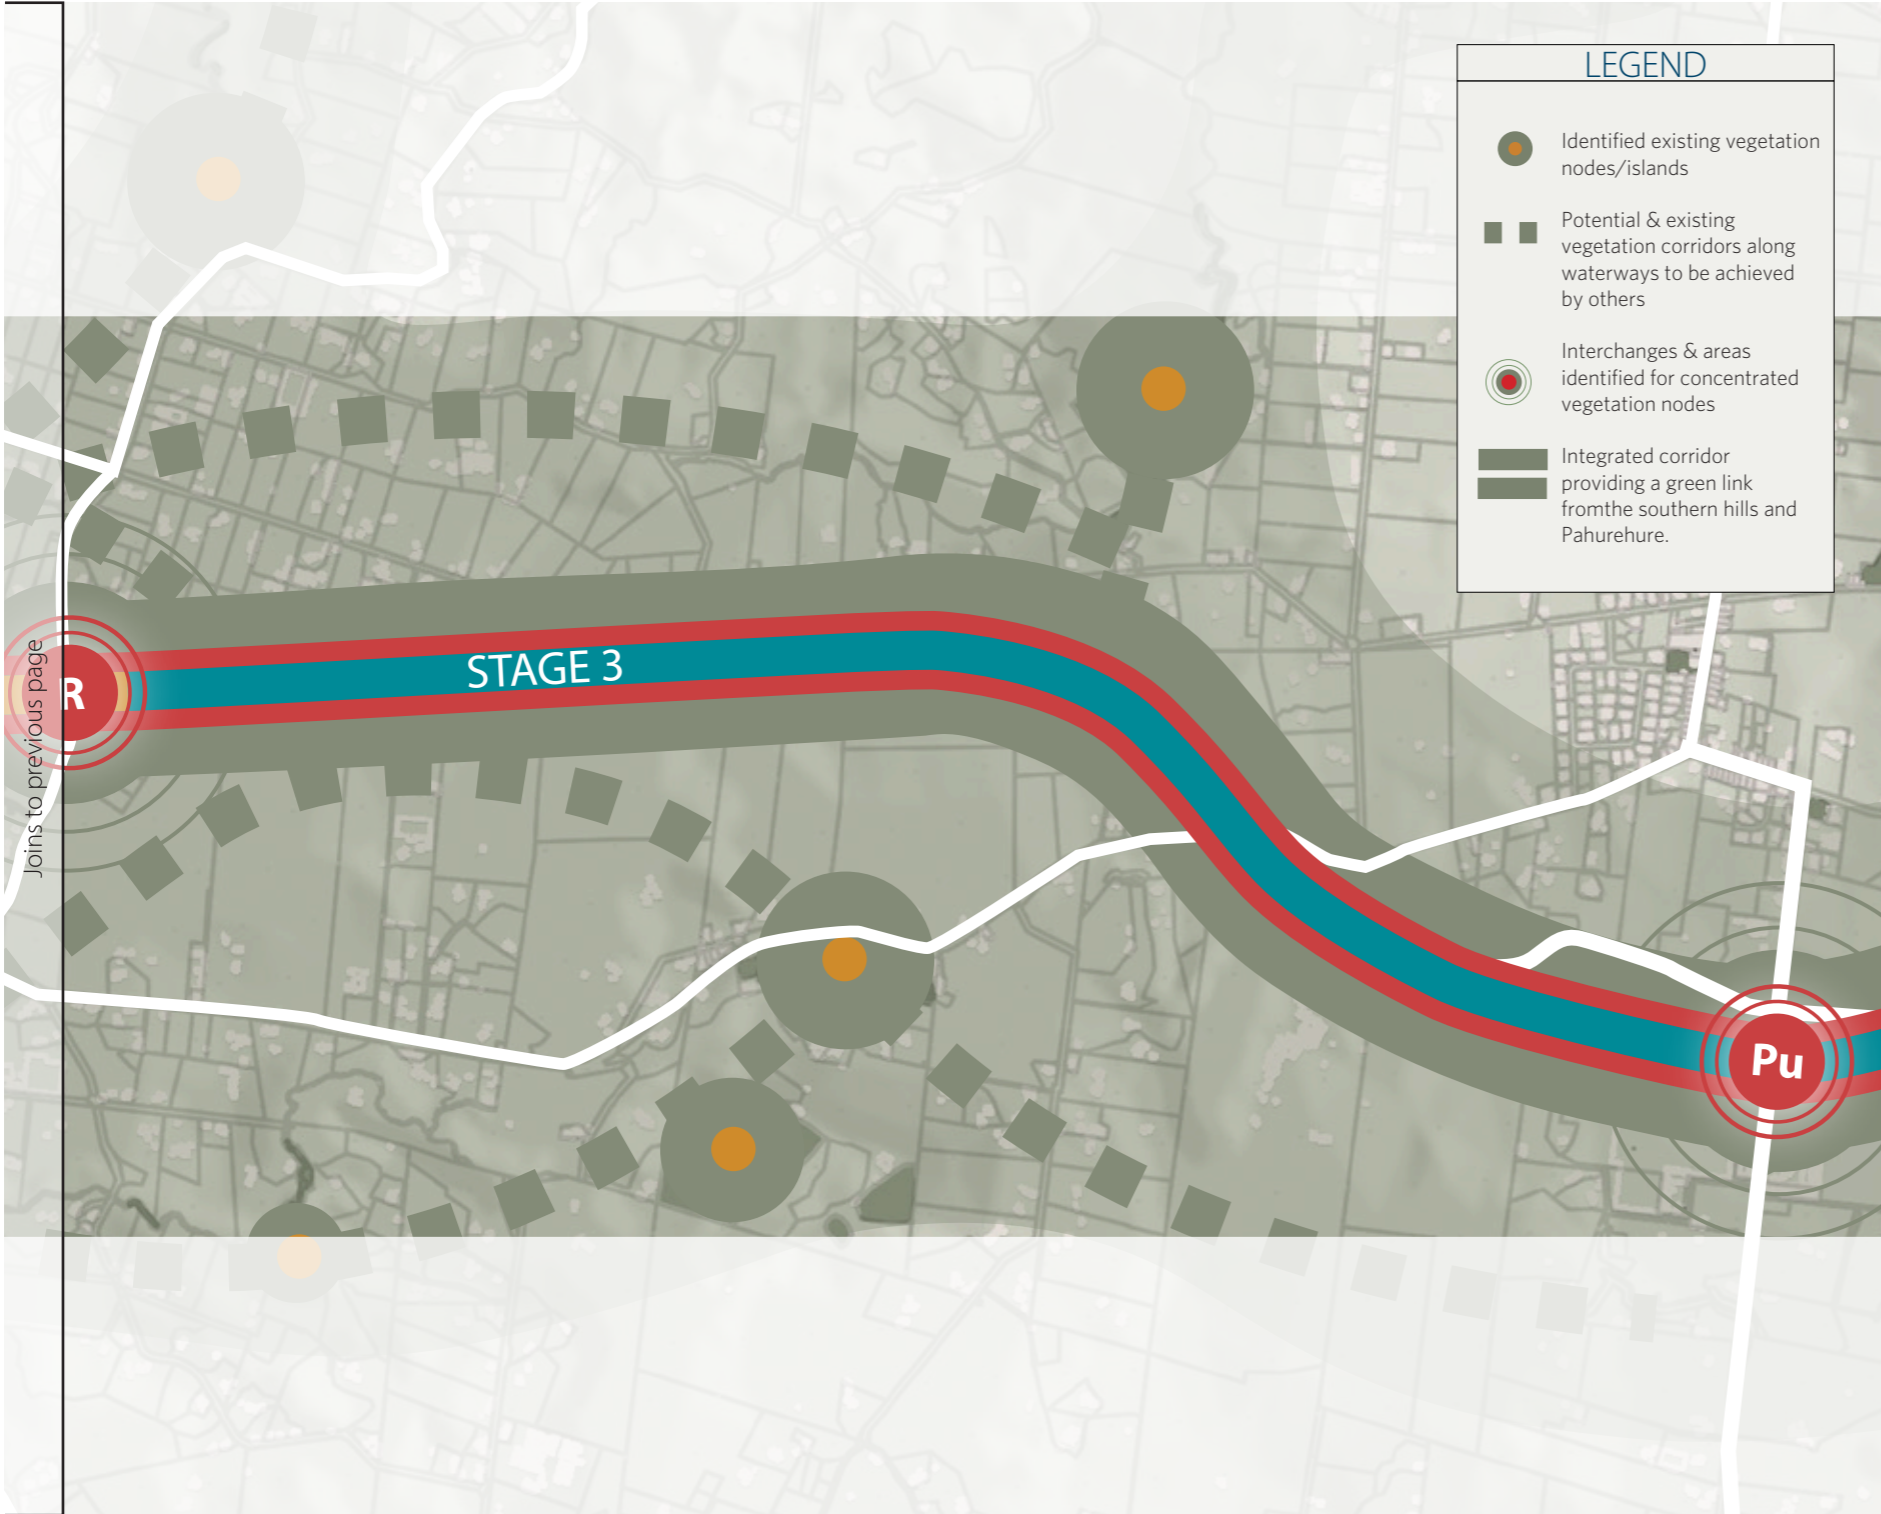 LEGEND
Identified existing vegetation
nodes/islands
Potential & existing
vegetation corridors along
waterways to be achieved
by others
Interchanges & areas
identified for concentrated
vegetation nodes
Integrated corridor
providing a green link
fromthe southern hills and
Pahurehure.
STAGE 3
R
Joins to previous page
Pu